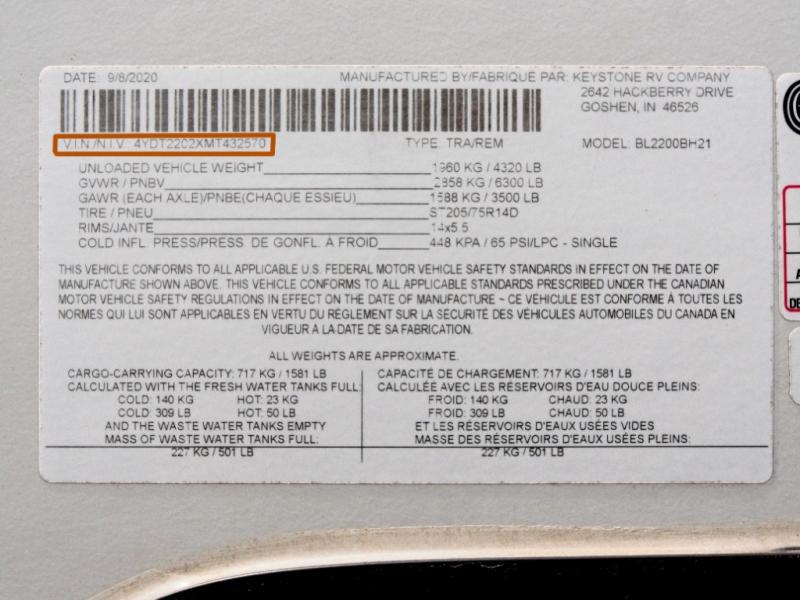 DATE: 9/8/2020 MANUFACTURED BY/FABRIQUÉ PAR: KEYSTONE RV COMPANY
2642 HACKBERRY DRIVE
GOSHEN, IN 46526
V.I.N./N.I.V.: 4YDT2202XMT432570 TYPE: TRA/REM MODEL: BL2200BH21
UNLOADED VEHICLE WEIGHT 1960 KG / 4320 LB
GVWR / PNBV 2858 KG / 6300 LB
GAWR (EACH AXLE)/PNBE(CHAQUE ESSIEU) 1588 KG / 3500 LB
TIRE / PNEU ST205/75R14D
RIMS/JANTE 14x5.5
COLD INFL. PRESS/PRESS. DE GONFL. À FROID 448 KPA / 65 PSI/LPC - SINGLE
THIS VEHICLE CONFORMS TO ALL APPLICABLE U.S. FEDERAL MOTOR VEHICLE SAFETY STANDARDS IN EFFECT ON THE DATE OF
MANUFACTURE SHOWN ABOVE. THIS VEHICLE CONFORMS TO ALL APPLICABLE STANDARDS PRESCRIBED UNDER THE CANADIAN
MOTOR VEHICLE SAFETY REGULATIONS IN EFFECT ON THE DATE OF MANUFACTURE ~ CE VÉHICULE EST CONFORME À TOUTES LES
NORMES QUI LUI SONT APPLICABLES EN VERTU DU RÈGLEMENT SUR LA SÉCURITÉ DES VÉHICULES AUTOMOBILES DU CANADA EN
VIGUEUR À LA DATE DE SA FABRICATION.
ALL WEIGHTS ARE APPROXIMATE.
CARGO-CARRYING CAPACITY: 717 KG / 1581 LB CAPACITÉ DE CHARGEMENT: 717 KG / 1581 LB
CALCULATED WITH THE FRESH WATER TANKS FULL: CALCULÉE AVEC LES RÉSERVOIRS D'EAU DOUCE PLEINS:
COLD: 140 KG HOT: 23 KG FROID: 140 KG CHAUD: 23 KG
COLD: 309 LB HOT: 50 LB FROID: 309 LB CHAUD: 50 LB
AND THE WASTE WATER TANKS EMPTY ET LES RÉSERVOIRS D'EAU USÉES VIDES
MASS OF WASTE WATER TANKS FULL: MASSE DES RÉSERVOIRS D'EAU USÉES PLEINS:
227 KG / 501 LB 227 KG / 501 LB